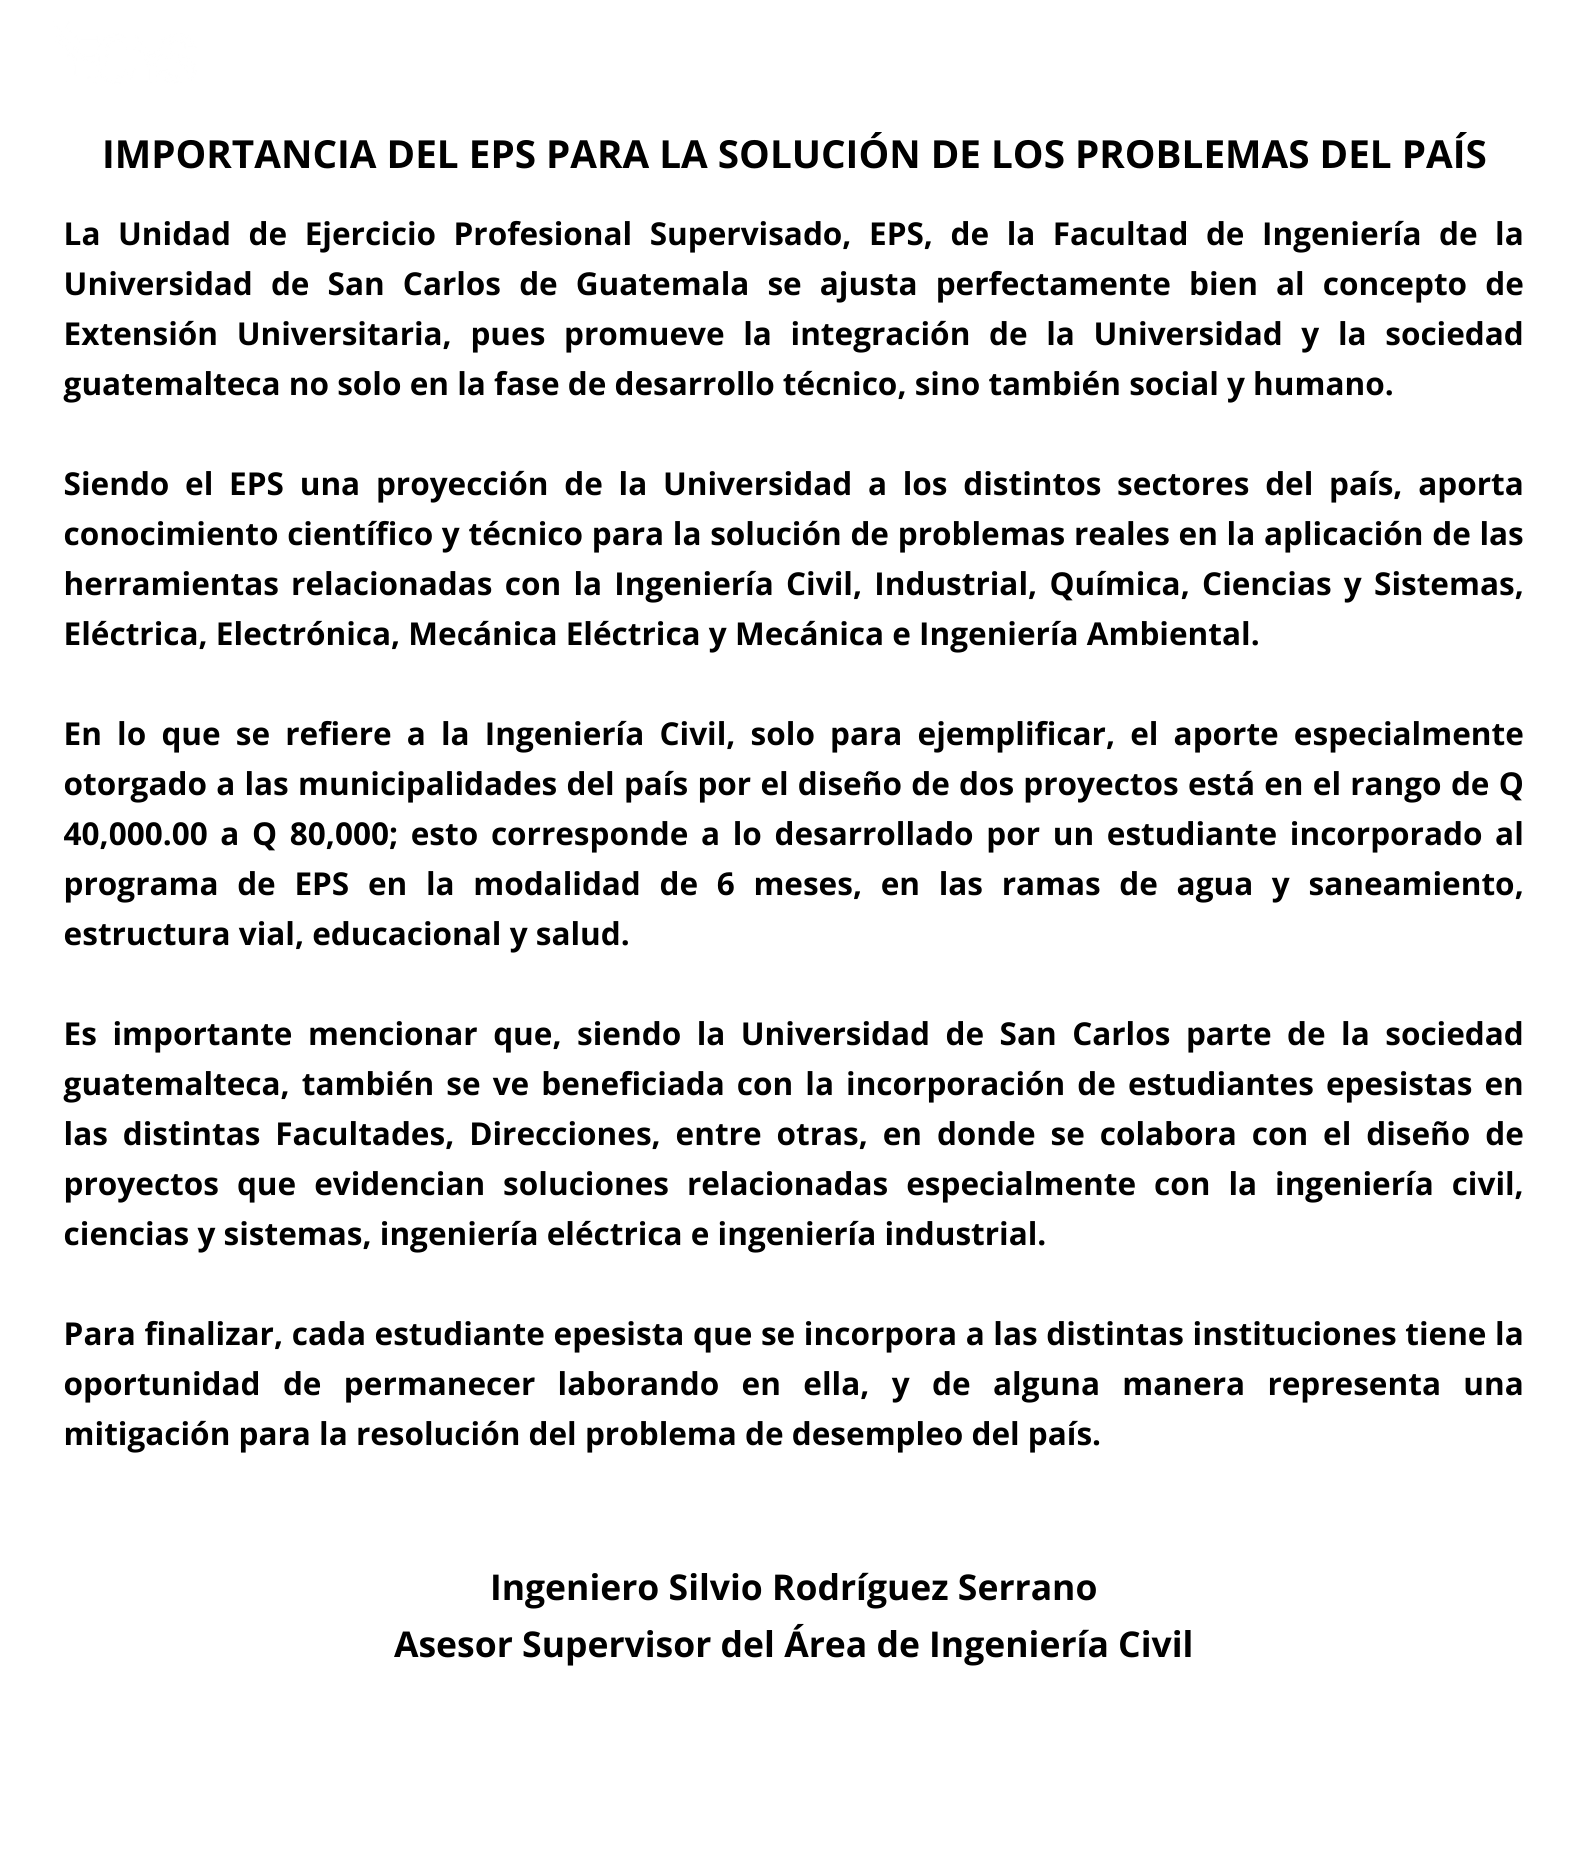 IMPORTANCIA DEL EPS PARA LA SOLUCIÓN DE LOS PROBLEMAS DEL PAÍS
La Unidad de Ejercicio Profesional Supervisado, EPS, de la Facultad de Ingeniería de la
Universidad de San Carlos de Guatemala se ajusta perfectamente bien al concepto de
Extensión Universitaria, pues promueve la integración de la Universidad y la sociedad
guatemalteca no solo en la fase de desarrollo técnico, sino también social y humano.
Siendo el EPS una proyección de la Universidad a los distintos sectores del país, aporta
conocimiento científico y técnico para la solución de problemas reales en la aplicación de las
herramientas relacionadas con la Ingeniería Civil, Industrial, Química, Ciencias y Sistemas,
Eléctrica, Electrónica, Mecánica Eléctrica y Mecánica e Ingeniería Ambiental.
En lo que se refiere a la Ingeniería Civil, solo para ejemplificar, el aporte especialmente
otorgado a las municipalidades del país por el diseño de dos proyectos está en el rango de Q
40,000.00 a Q 80,000; esto corresponde a lo desarrollado por un estudiante incorporado al
programa de EPS en la modalidad de 6 meses, en las ramas de agua y saneamiento,
estructura vial, educacional y salud.
Es importante mencionar que, siendo la Universidad de San Carlos parte de la sociedad
guatemalteca, también se ve beneficiada con la incorporación de estudiantes epesistas en
las distintas Facultades, Direcciones, entre otras, en donde se colabora con el diseño de
proyectos que evidencian soluciones relacionadas especialmente con la ingeniería civil,
ciencias y sistemas, ingeniería eléctrica e ingeniería industrial.
Para finalizar, cada estudiante epesista que se incorpora a las distintas instituciones tiene la
oportunidad de permanecer laborando en ella, y de alguna manera representa una
mitigación para la resolución del problema de desempleo del país.
Ingeniero Silvio Rodríguez Serrano
Asesor Supervisor del Área de Ingeniería Civil